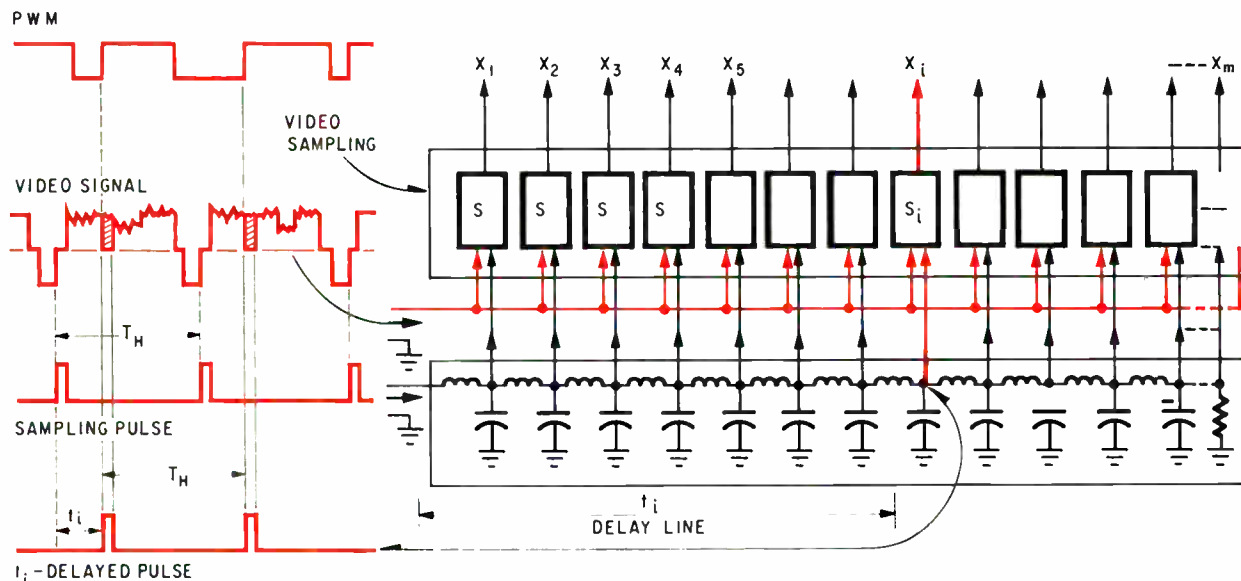 PWM
X1 X2 X3 X4 X5 Xi --- Xm
VIDEO
SAMPLING
VIDEO SIGNAL
S S S S Si
TH
SAMPLING PULSE
TH
ti
ti
DELAY LINE
ti-DELAYED PULSE